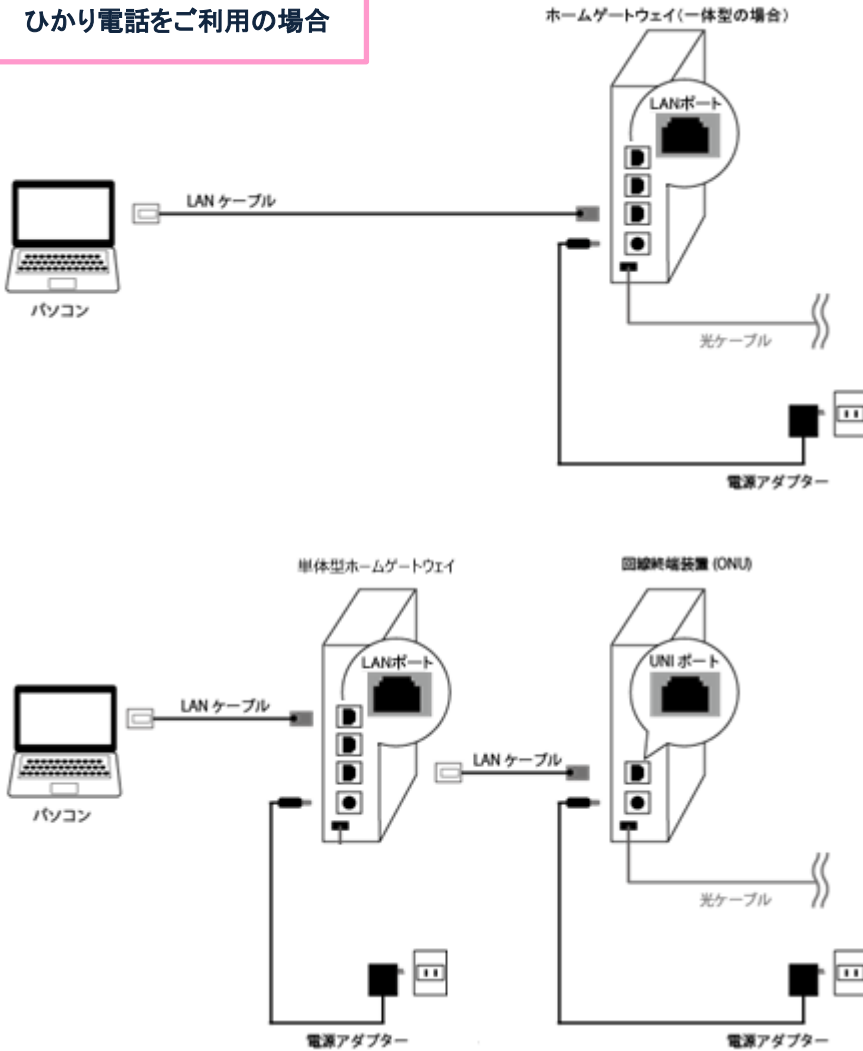 ひかり電話をご利用の場合
ホームゲートウェイ(一体型の場合)
LANポート
LAN ケーブル
パソコン
光ケーブル
電源アダプター
単体型ホームゲートウェイ
回線終端装置 (ONU)
LANポート
UNI ポート
LAN ケーブル
LAN ケーブル
パソコン
光ケーブル
電源アダプター
電源アダプター